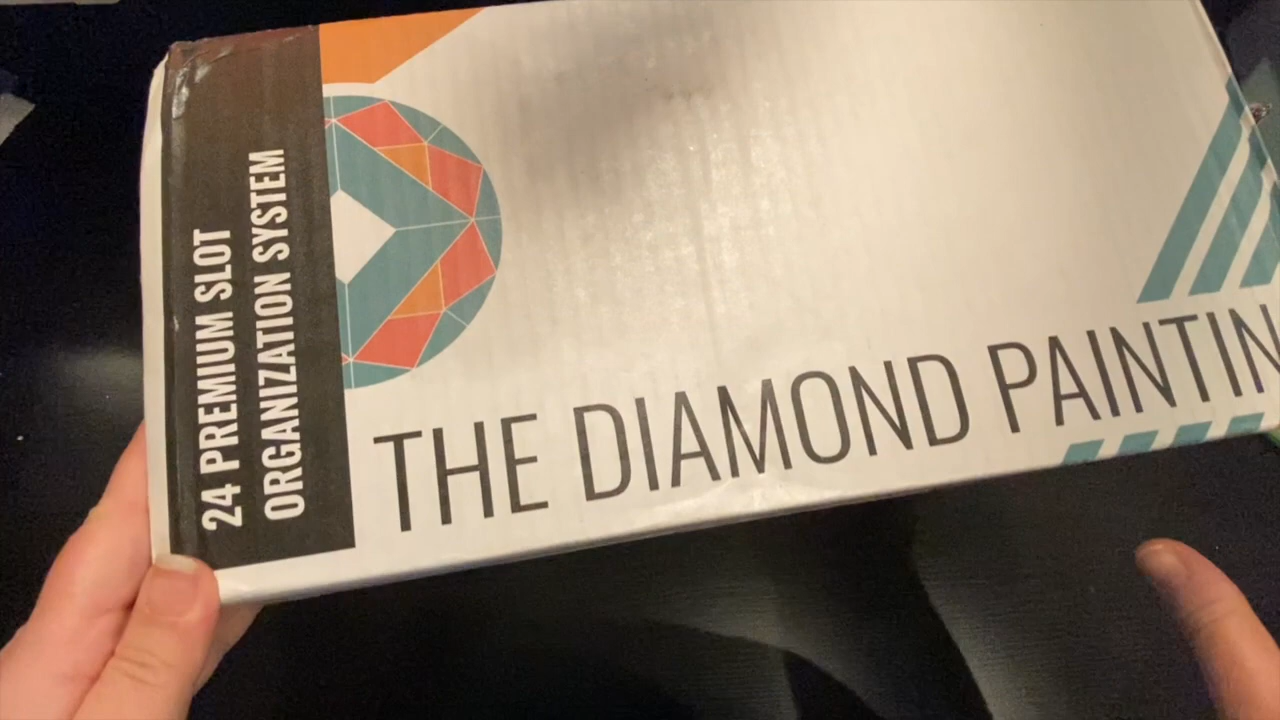 24 PREMIUM SLOT
ORGANIZATION SYSTEM
THE DIAMOND PAINTIN